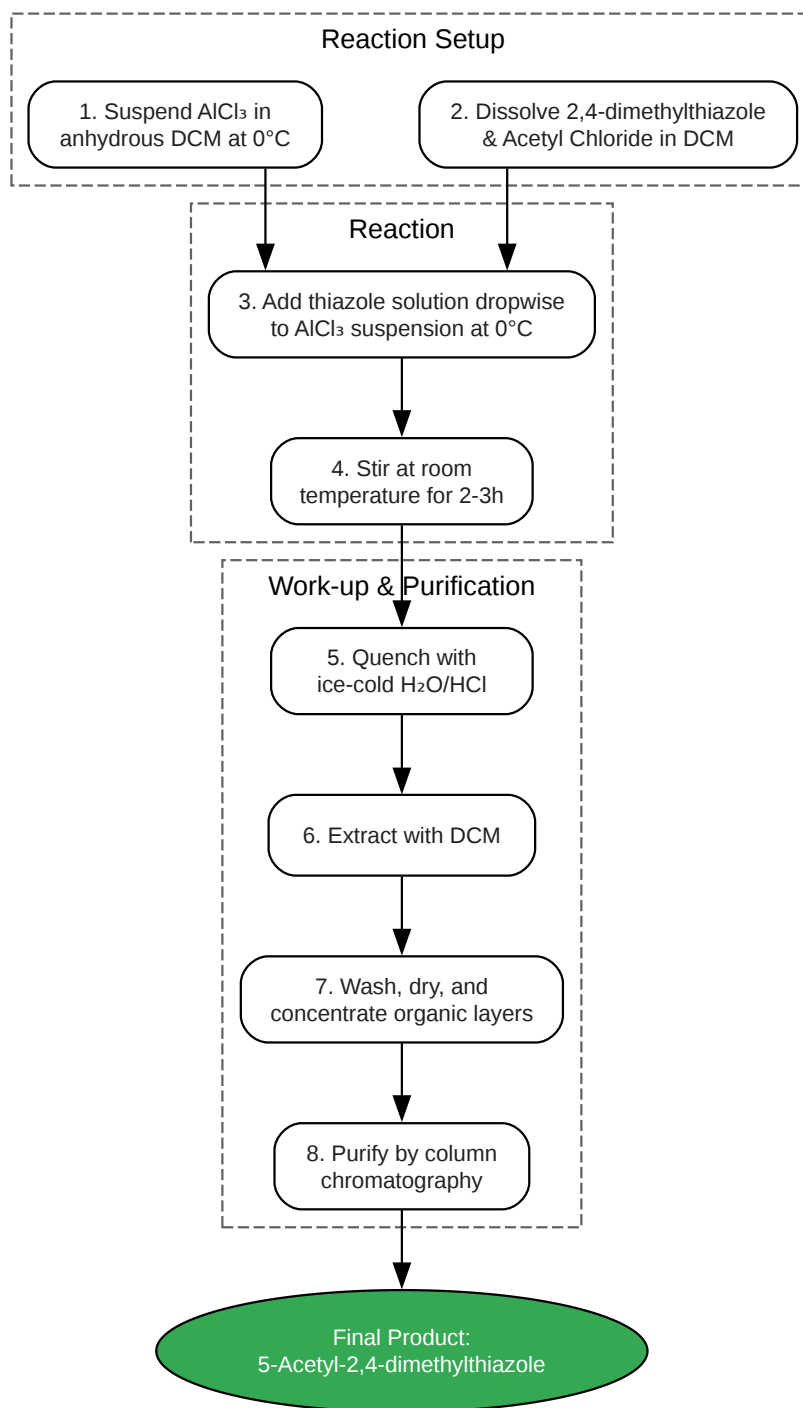 Reaction Setup
1. Suspend AlCl₃ in
anhydrous DCM at 0°C
2. Dissolve 2,4-dimethylthiazole
& Acetyl Chloride in DCM
Reaction
3. Add thiazole solution dropwise
to AlCl₃ suspension at 0°C
4. Stir at room
temperature for 2-3h
Work-up & Purification
5. Quench with
ice-cold H₂O/HCl
6. Extract with DCM
7. Wash, dry, and
concentrate organic layers
8. Purify by column
chromatography
Final Product:
5-Acetyl-2,4-dimethylthiazole